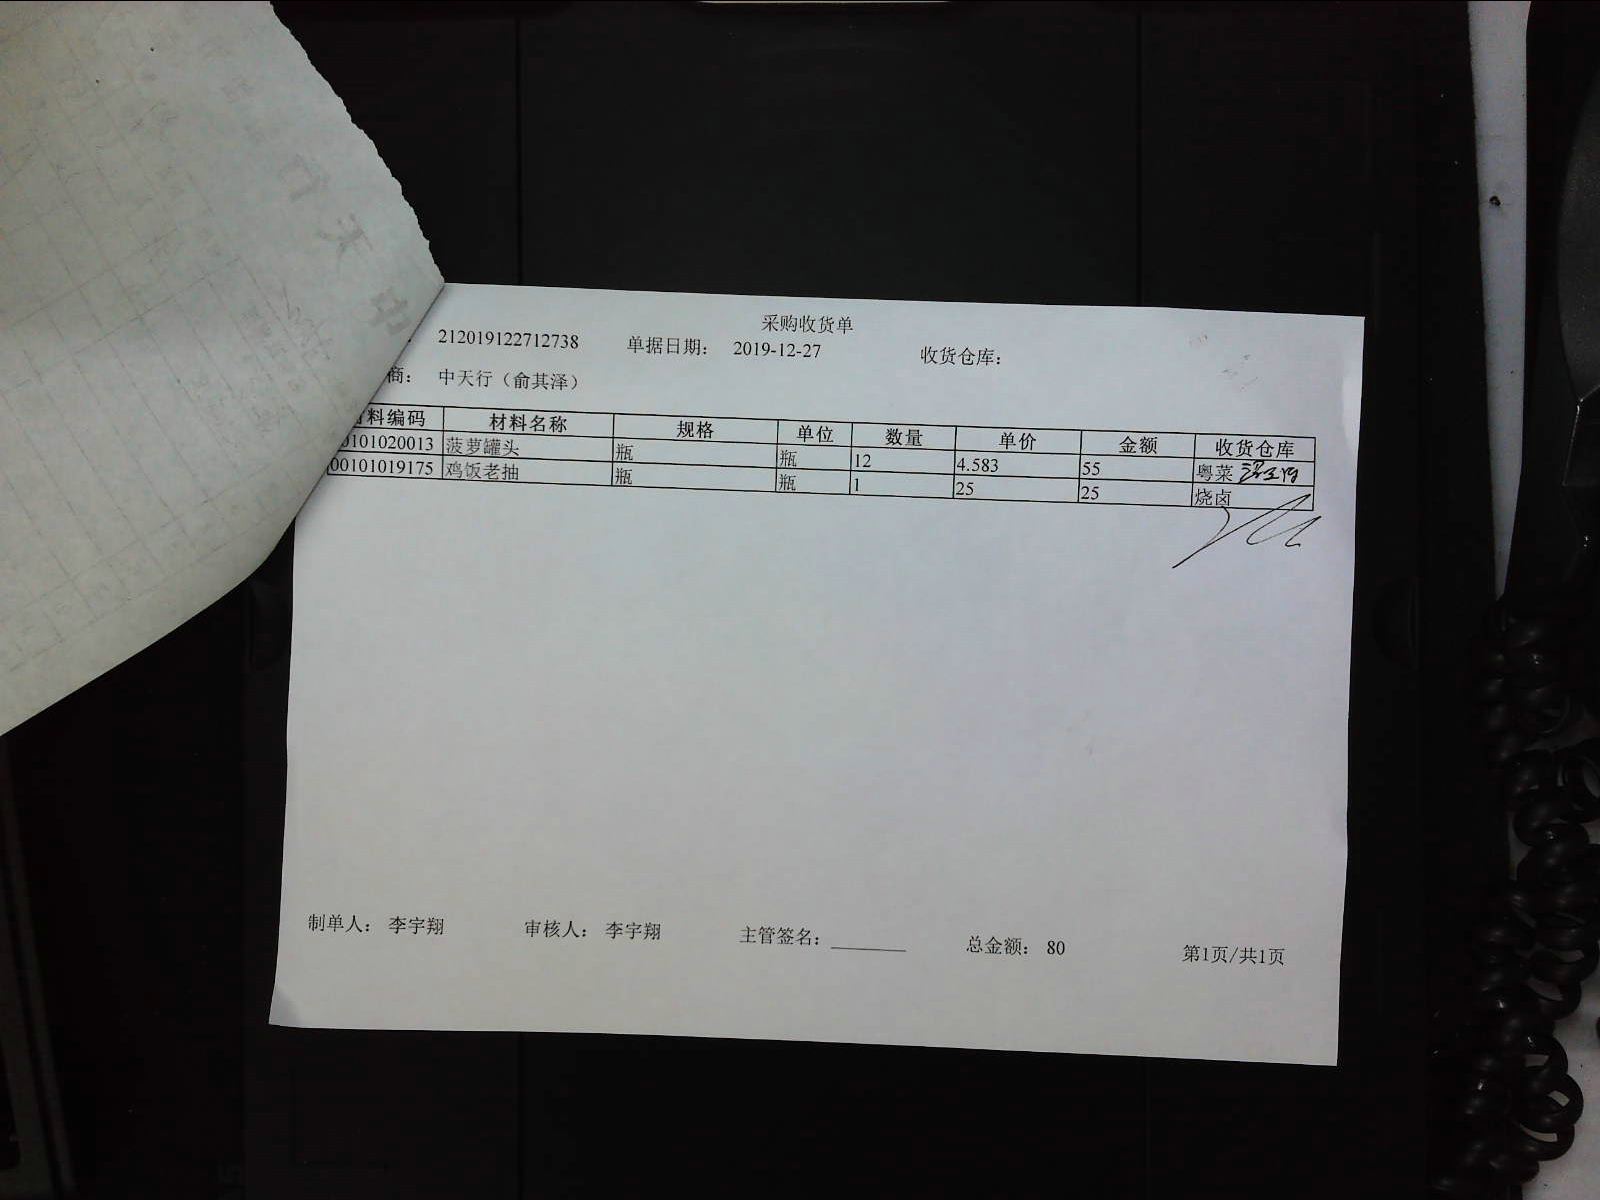 采购收货单
212019122712738 单据日期: 2019-12-27 收货仓库:
商: 中天行（俞其泽）
料编码 材料名称 规格 单位 数量 单价 金额 收货仓库
0101020013 菠萝罐头 瓶 瓶 12 4.583 55 粤菜
00101019175 鸡饭老抽 瓶 瓶 1 25 25 烧卤
制单人: 李宇翔 审核人: 李宇翔 主管签名: 总金额: 80 第1页/共1页